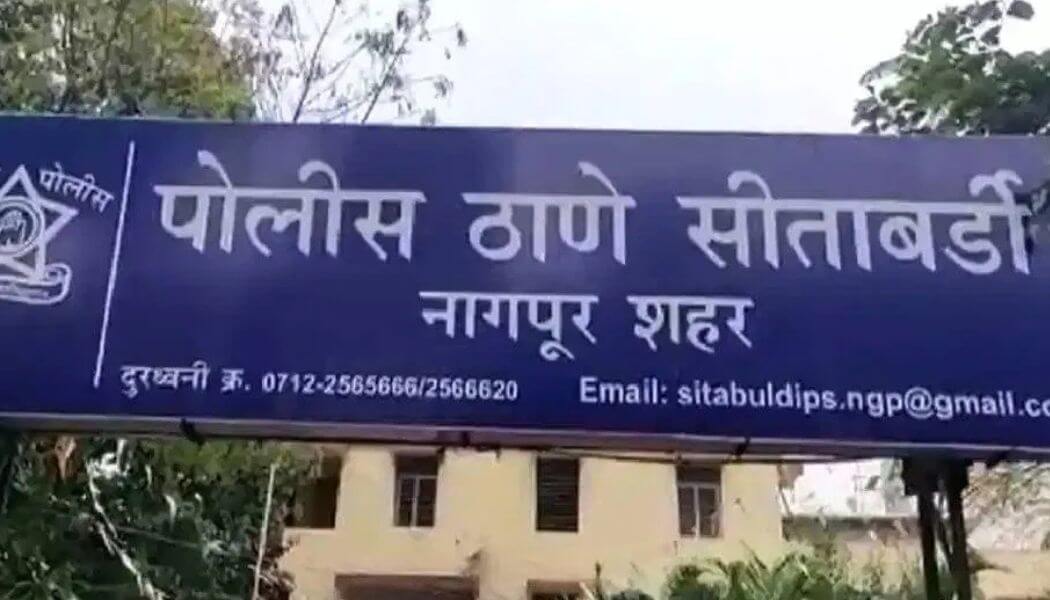 पोलीस
पोलीस ठाणे सीताबर्डी
नागपूर शहर
दुरध्वनी क्र. 0712-2565666/2566620
Email: sitabuldips.ngp@gmail.co